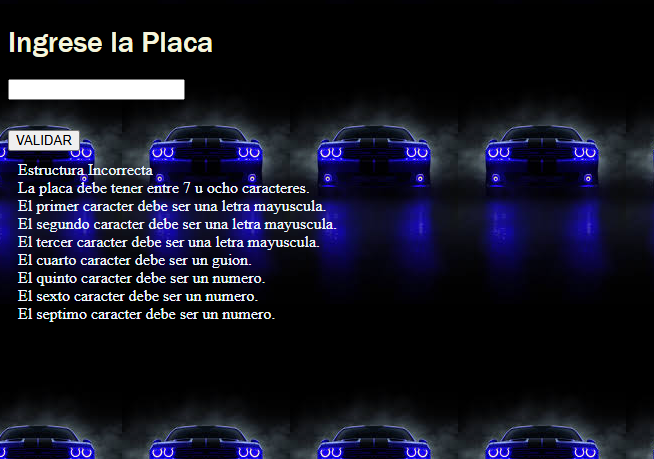 Ingrese la Placa
VALIDAR
Estructura Incorrecta
La placa debe tener entre 7 u ocho caracteres.
El primer caracter debe ser una letra mayuscula.
El segundo caracter debe ser una letra mayuscula.
El tercer caracter debe ser una letra mayuscula.
El cuarto caracter debe ser un guion.
El quinto caracter debe ser un numero.
El sexto caracter debe ser un numero.
El septimo caracter debe ser un numero.